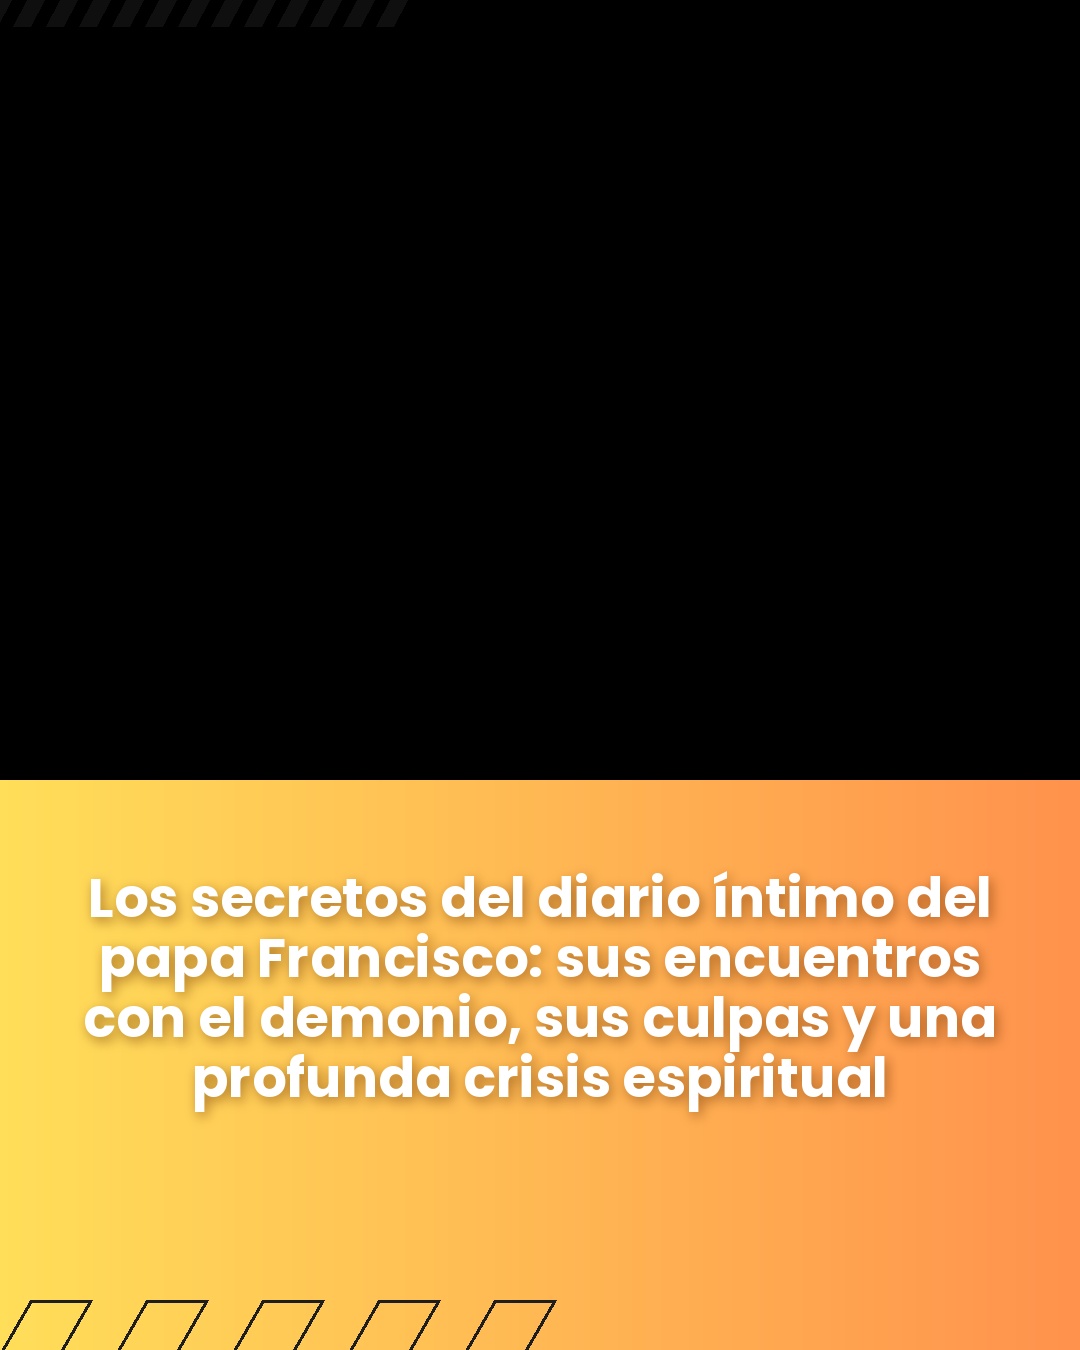 Los secretos del diario íntimo del
papa Francisco: sus encuentros
con el demonio, sus culpas y una
profunda crisis espiritual